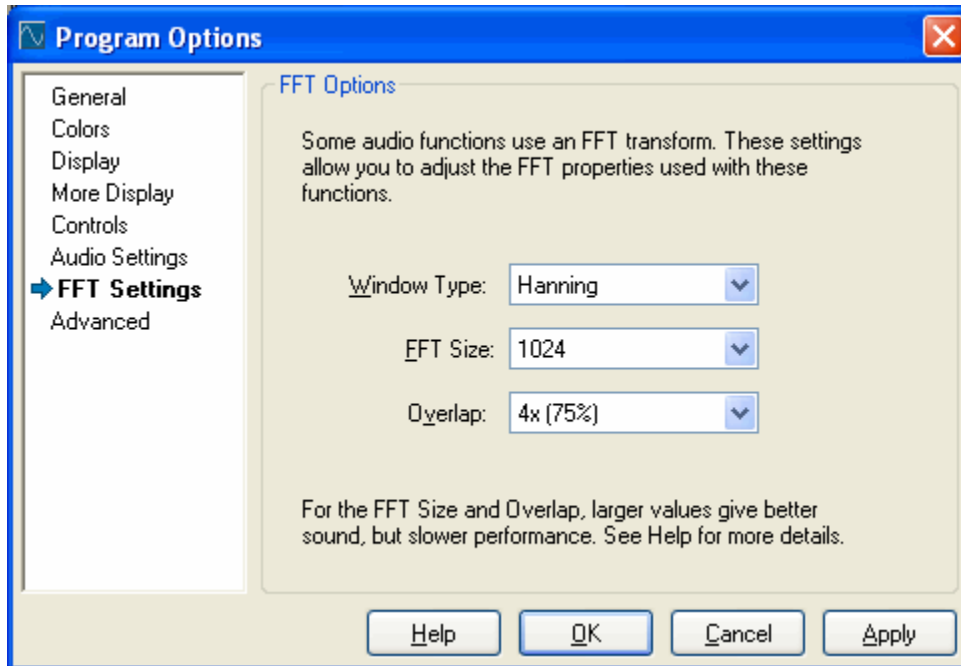 Program Options
General
Colors
Display
More Display
Controls
Audio Settings
FFT Settings
Advanced
FFT Options
Some audio functions use an FFT transform. These settings
allow you to adjust the FFT properties used with these
functions.
Window Type: Hanning
FFT Size: 1024
Overlap: 4x (75%)
For the FFT Size and Overlap, larger values give better
sound, but slower performance. See Help for more details.
Help OK Cancel Apply